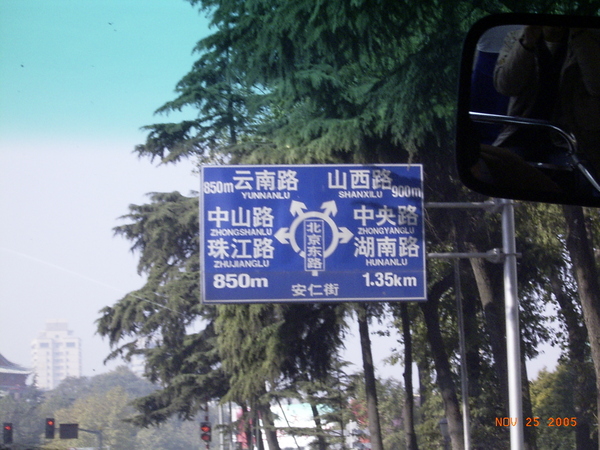 850m 云南路 山西路 900m
YUNNANLU SHANXILU
中山路 中央路
ZHONGSHANLU ZHONGYANGLU
北京东路
珠江路 湖南路
ZHUJIANGLU HUNANLU
850m 1.35km
安仁街
NOV 25 2005